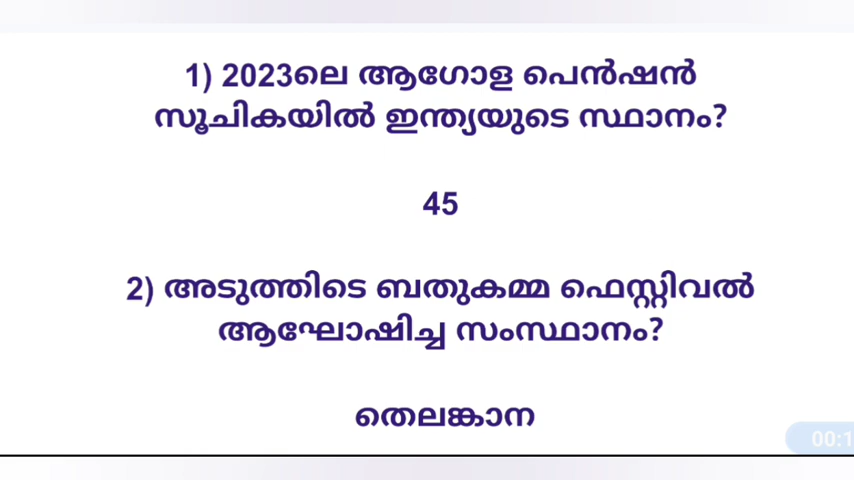 1) 2023ലെ ആഗോള പെൻഷൻ
സൂചികയിൽ ഇന്ത്യയുടെ സ്ഥാനം?
45
2) അടുത്തിടെ ബതുകമ്മ ഫെസ്റ്റിവൽ
ആഘോഷിച്ച സംസ്ഥാനം?
തെലങ്കാന